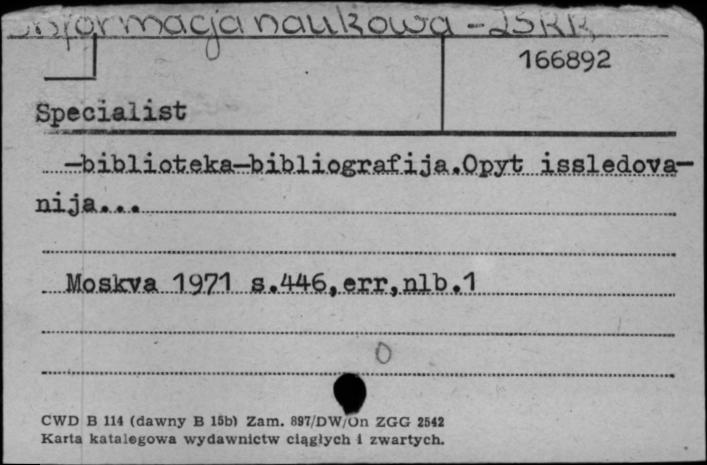 Informacja naukowa - ZSRR
166892
Specialist
-biblioteka-bibliografija.Opyt issledova-
nija...
Moskva 1971 s.446,err,nlb.1
0
CWD B 114 (dawny B 15b) Zam. 897/DW/On ZGG 2542
Karta katalogowa wydawnictw ciągłych i zwartych.